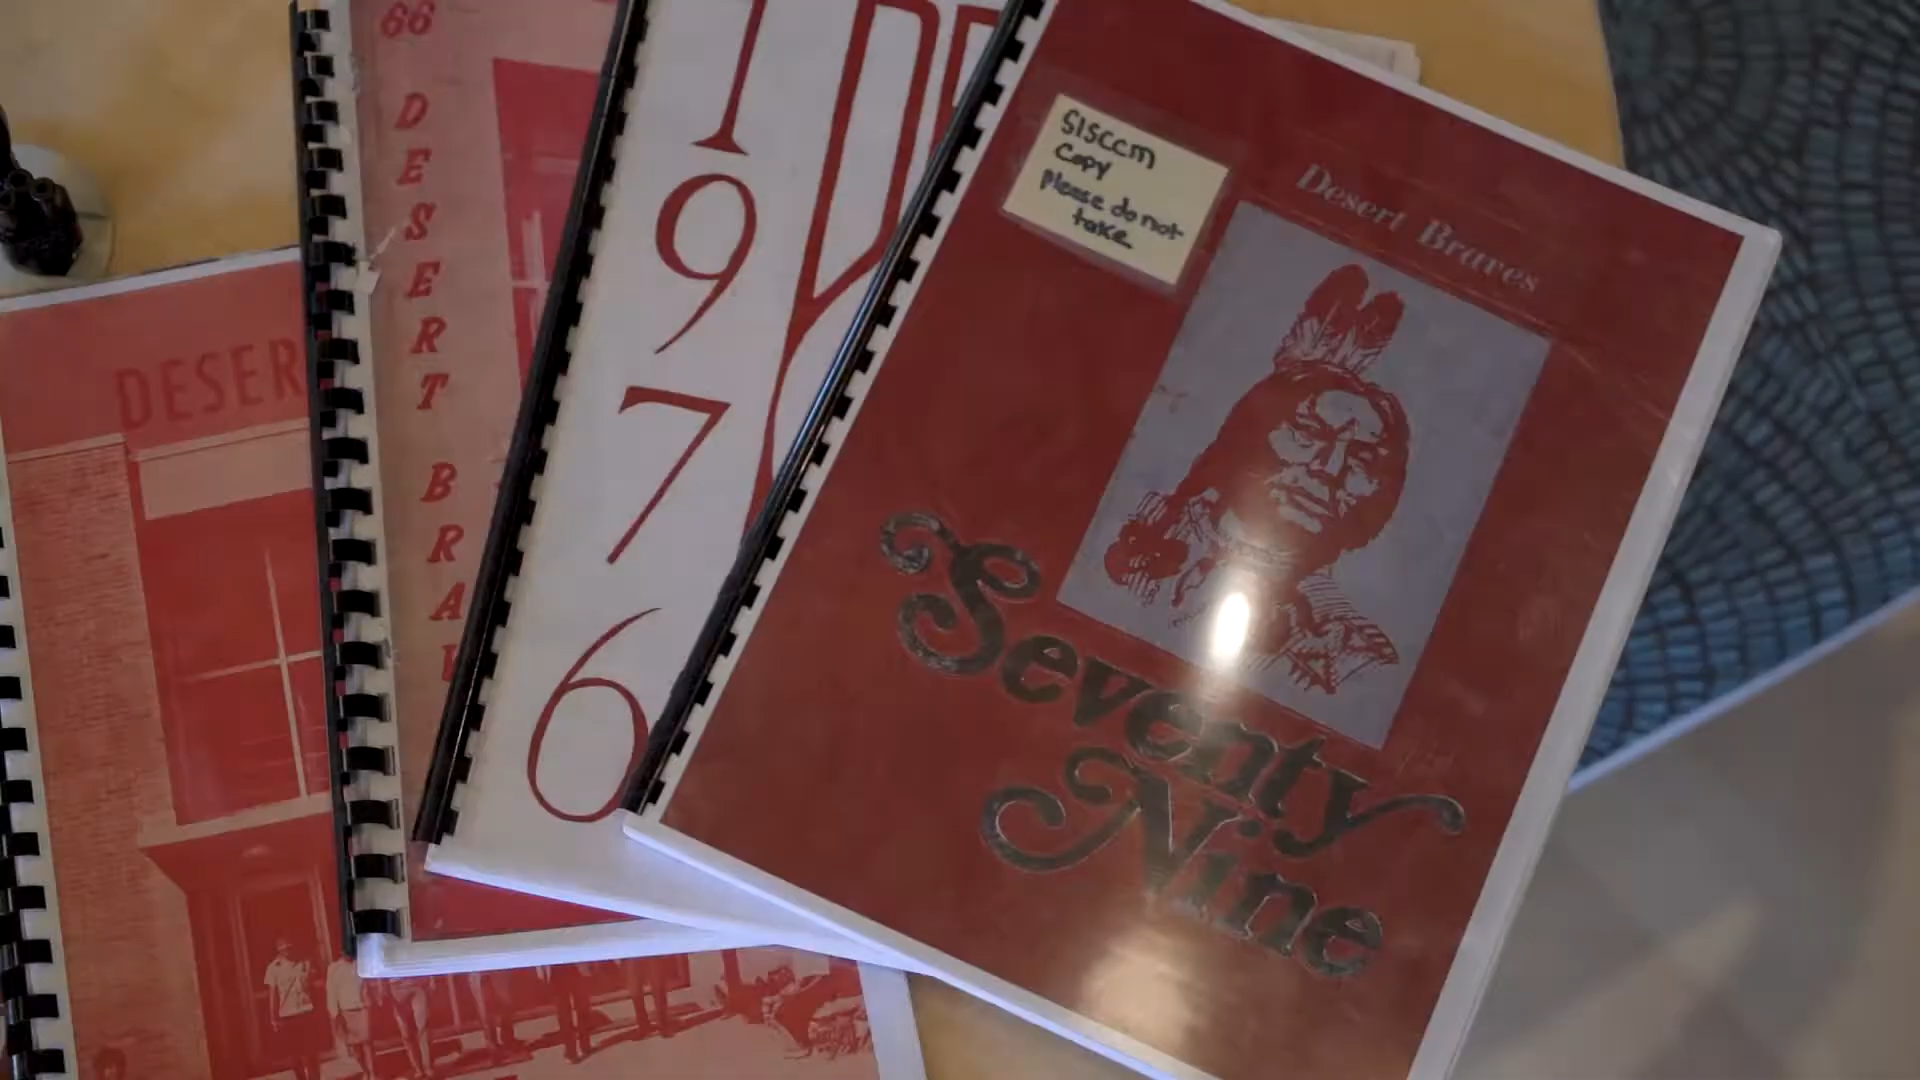 DESER
66
DESERT BRA
1976
SISCCM
Copy
Please do not
take
Desert Braves
Seventy
Nine